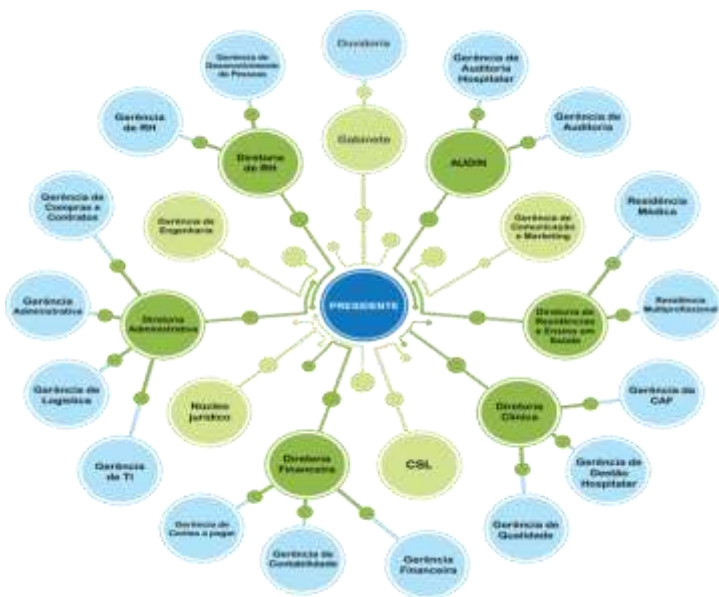 Ouvidoria
Gerência de
Desenvolvimento
de Pessoas
Gerência de
Auditoria
Hospitalar
Gerência
de RH
Gerência de
Auditoria
Gabinete
Diretoria
de RH
AUDIN
Gerência de
Compras e
Contratos
Residência
Médica
Gerência de
Engenharia
Gerência de
Comunicação
e Marketing
PRESIDENTE
Gerência
Administrativa
Diretoria
Administrativa
Diretoria de
Residências
e Ensino em
Saúde
Residência
Multiprofissional
Gerência de
Logística
Núcleo
jurídico
Diretoria
Clínica
Gerência da
CAF
Gerência
de TI
Diretoria
Financeira
CSL
Gerência de
Gestão
Hospitalar
Gerência de
Contas a pagar
Gerência de
Contabilidade
Gerência
Financeira
Gerência de
Qualidade